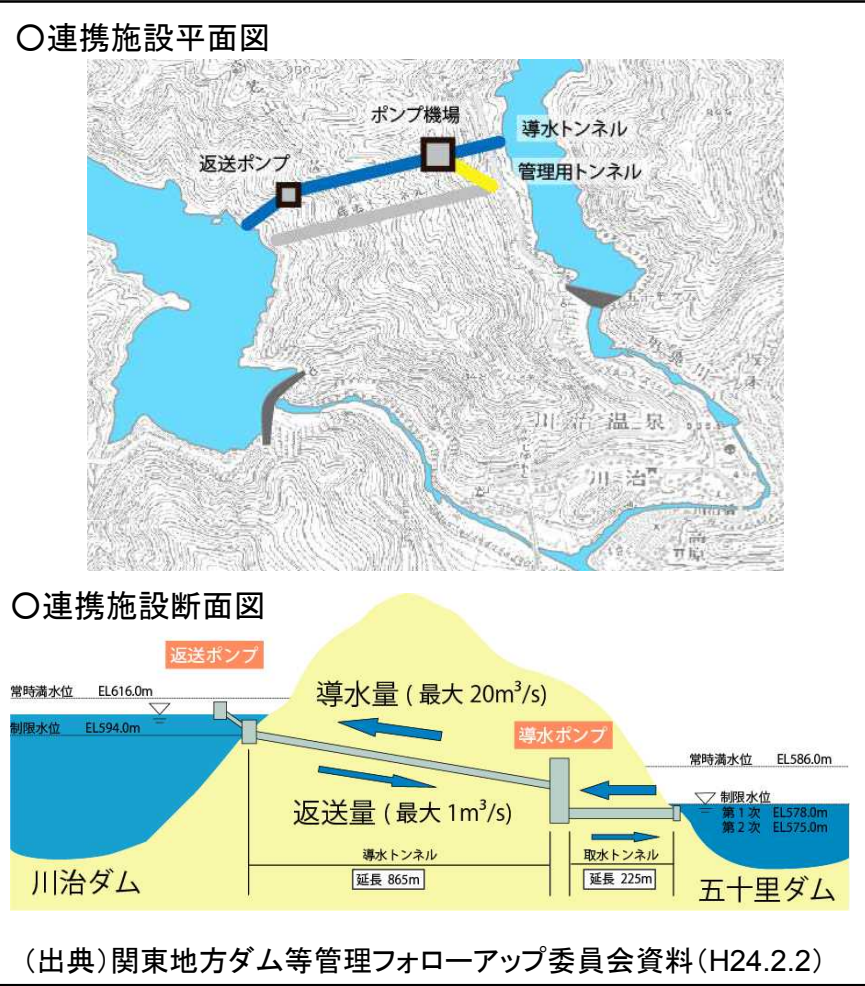 〇連携施設平面図
ポンプ機場
導水トンネル
返送ポンプ
管理用トンネル
川治温泉
川治
〇連携施設断面図
返送ポンプ
常時満水位 EL616.0m
導水量 ( 最大 20m³/s)
制限水位 EL594.0m
導水ポンプ
常時満水位 EL586.0m
制限水位
第1次 EL578.0m
第2次 EL575.0m
返送量 ( 最大 1m³/s)
導水トンネル
取水トンネル
延長 865m
延長 225m
川治ダム
五十里ダム
（出典）関東地方ダム等管理フォローアップ委員会資料（H24.2.2）